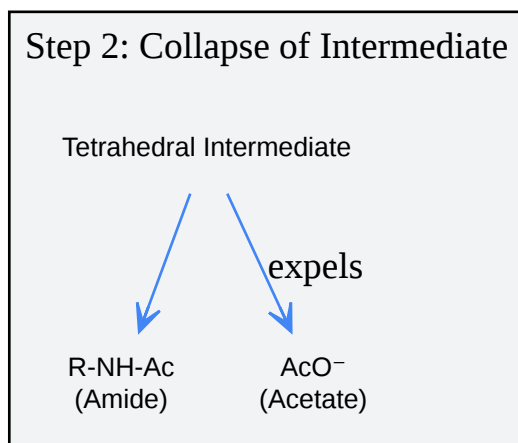 Step 2: Collapse of Intermediate
Tetrahedral Intermediate
expels
R-NH-Ac
(Amide)
AcO⁻
(Acetate)